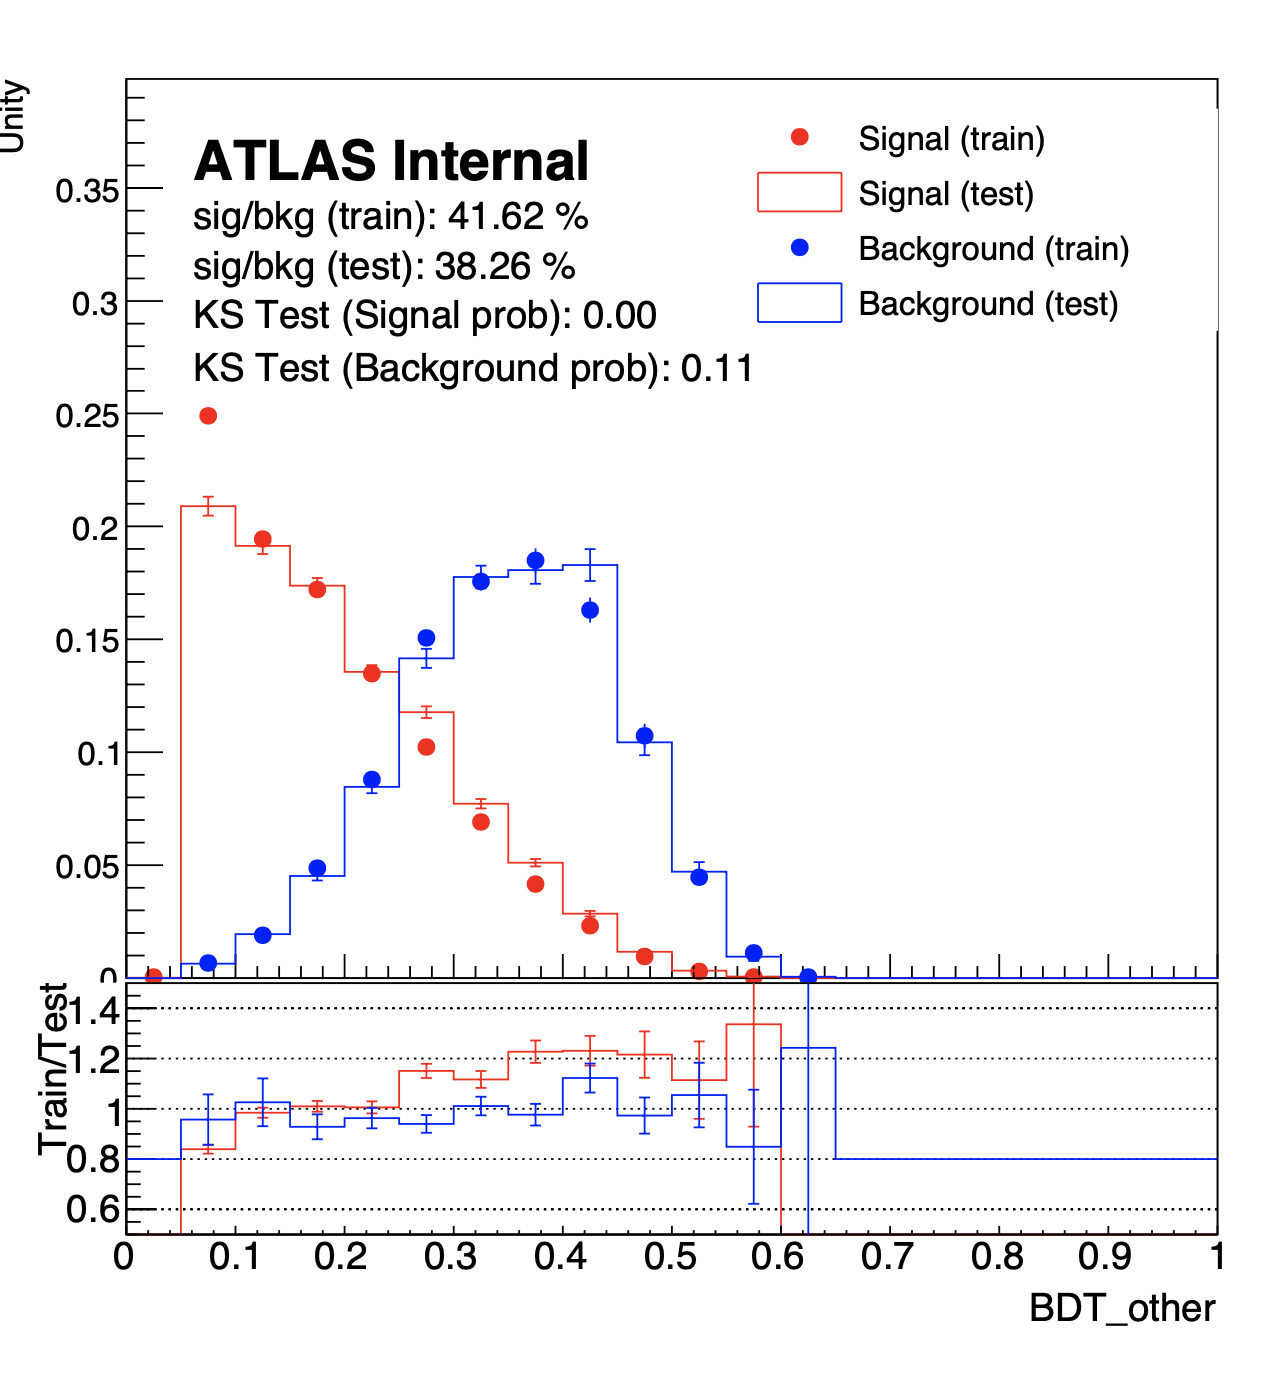 Unity
ATLAS Internal
sig/bkg (train): 41.62 %
sig/bkg (test): 38.26 %
KS Test (Signal prob): 0.00
KS Test (Background prob): 0.11
Signal (train)
Signal (test)
Background (train)
Background (test)
0.35
0.3
0.25
0.2
0.15
0.1
0.05
0
Train/Test
1.4
1.2
1
0.8
0.6
0 0.1 0.2 0.3 0.4 0.5 0.6 0.7 0.8 0.9 1
BDT_other